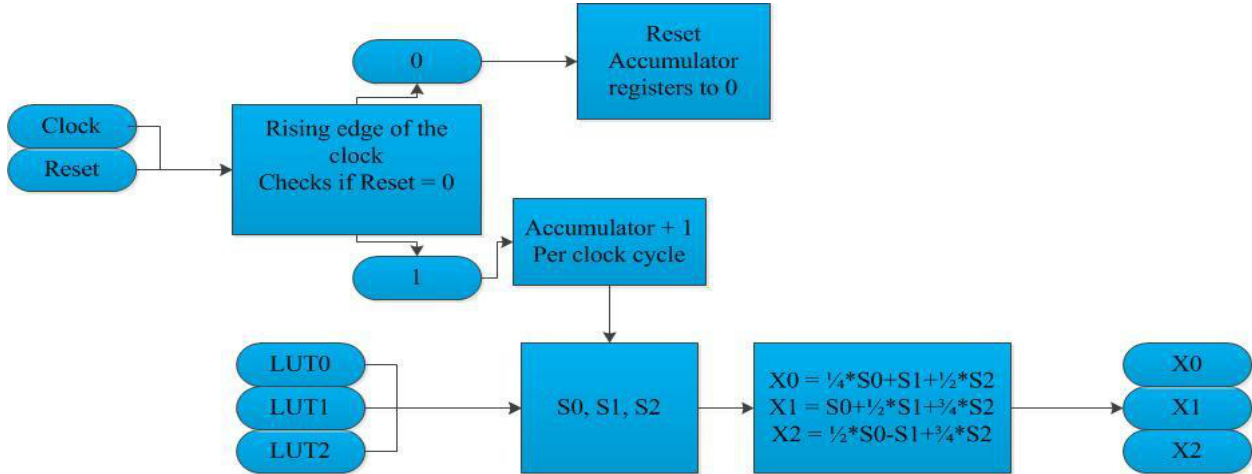 0
Reset
Accumulator
registers to 0
Clock
Reset
Rising edge of the
clock
Checks if Reset = 0
1
Accumulator + 1
Per clock cycle
LUT0
LUT1
LUT2
S0, S1, S2
X0 = ¼*S0+S1+½*S2
X1 = S0+½*S1+¾*S2
X2 = ½*S0-S1+¾*S2
X0
X1
X2